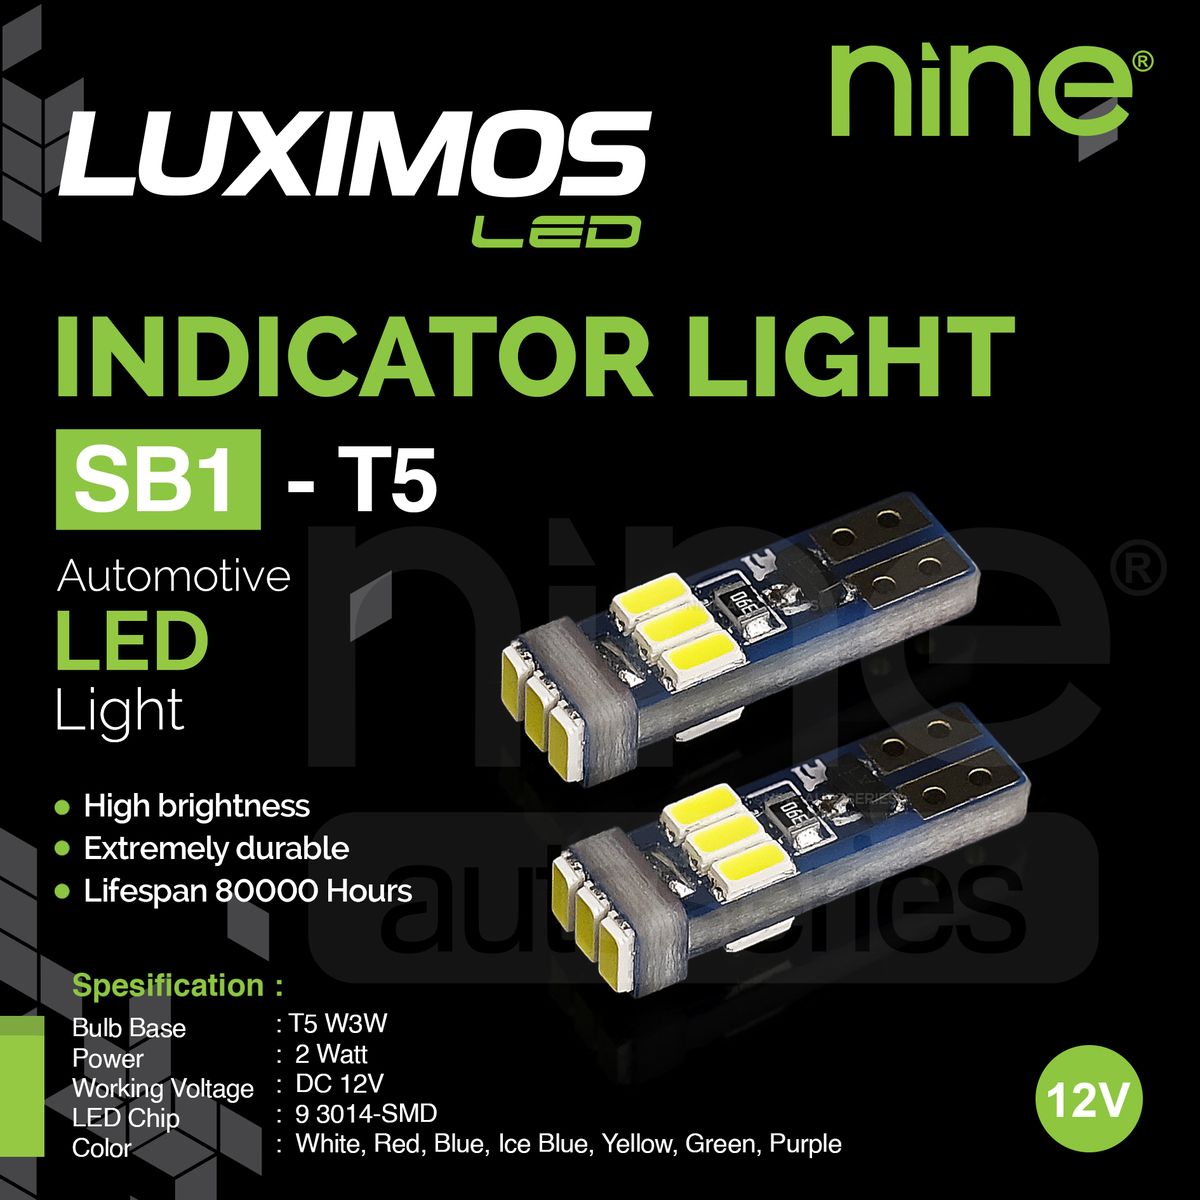 nine®
LUXIMOS
LED
INDICATOR LIGHT
SB1 - T5
Automotive
LED
Light
High brightness
Extremely durable
Lifespan 80000 Hours
Spesification :
Bulb Base : T5 W3W
Power : 2 Watt
Working Voltage : DC 12V
LED Chip : 9 3014-SMD
Color : White, Red, Blue, Ice Blue, Yellow, Green, Purple
12V
nine®